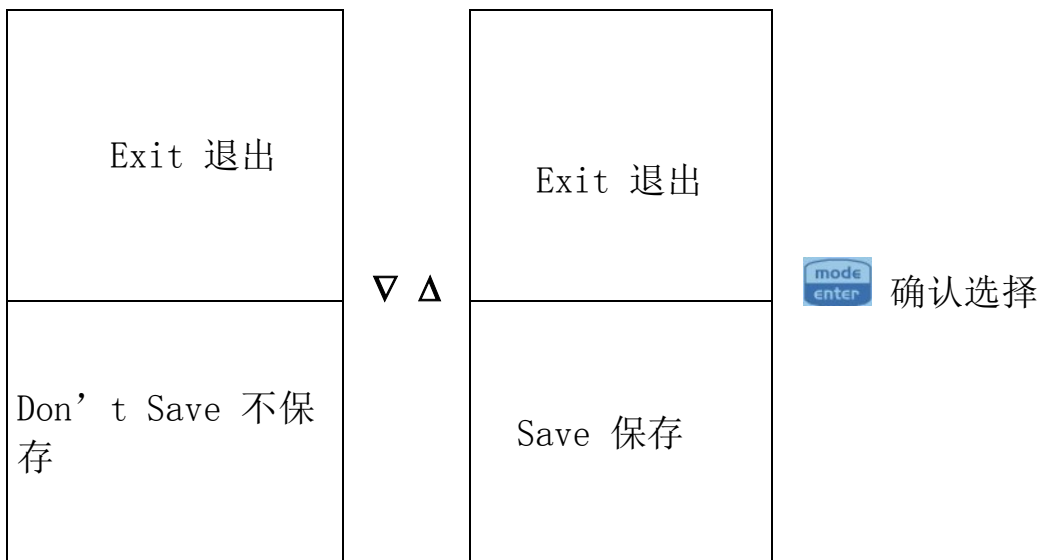 Exit 退出
Don’t Save 不保
存
∇ Δ
Exit 退出
Save 保存
mode
enter
确认选择